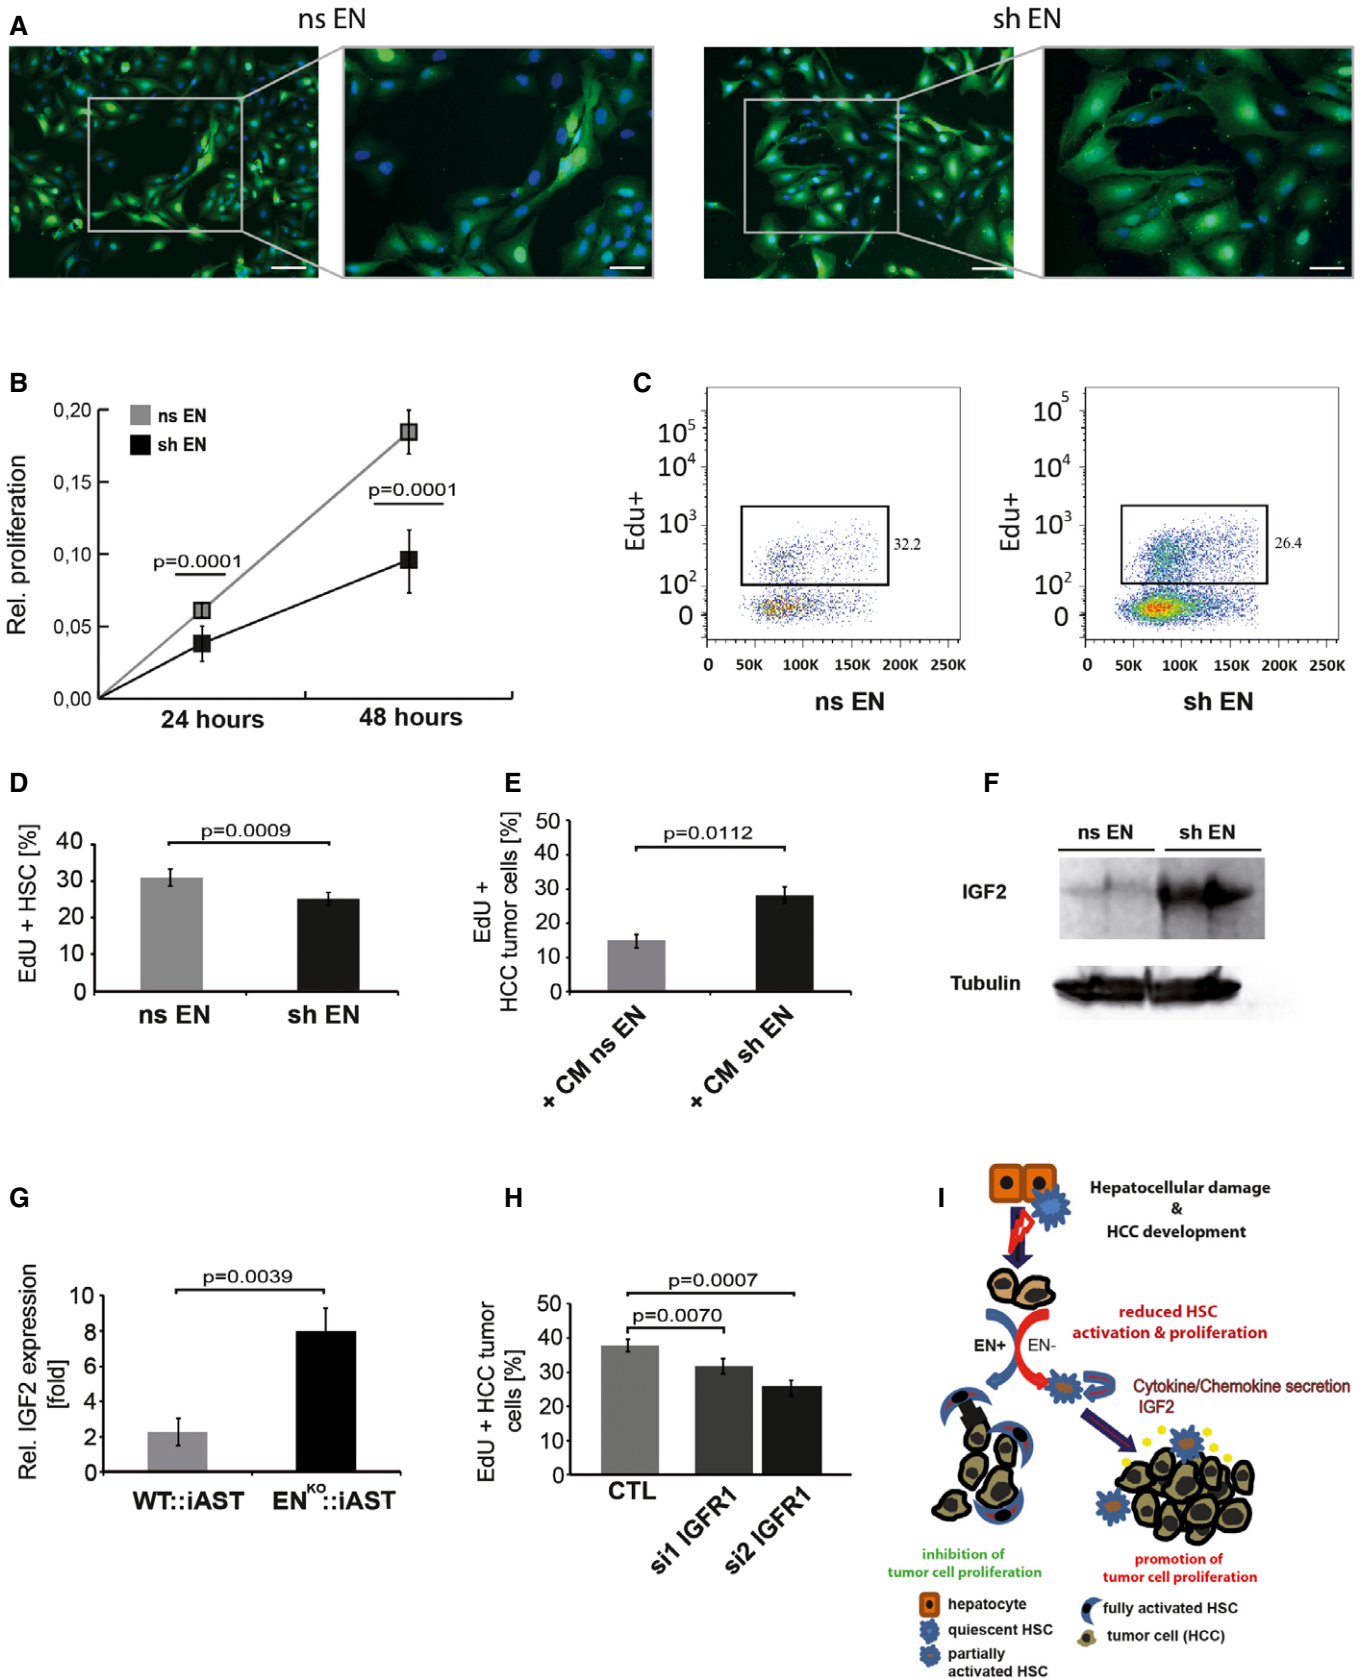 A
ns EN
sh EN
B
0,20
0,15
0,10
0,05
0,00
Rel. proliferation
ns EN
sh EN
p=0.0001
p=0.0001
24 hours
48 hours
C
Edu+
10^5
10^4
10^3
10^2
0
32.2
0 50K 100K 150K 200K 250K
ns EN
Edu+
10^5
10^4
10^3
10^2
0
26.4
0 50K 100K 150K 200K 250K
sh EN
D
EdU + HSC [%]
40
30
20
10
0
p=0.0009
ns EN
sh EN
E
EdU +
HCC tumor cells [%]
50
40
30
20
10
0
p=0.0112
+ CM ns EN
+ CM sh EN
F
ns EN
sh EN
IGF2
Tubulin
G
Rel. IGF2 expression
[fold]
10
8
6
4
2
0
p=0.0039
WT::iAST
EN^KO::iAST
H
EdU + HCC tumor
cells [%]
50
40
30
20
10
0
p=0.0007
p=0.0070
CTL
si1 IGFR1
si2 IGFR1
I
Hepatocellular damage
&
HCC development
reduced HSC
activation & proliferation
EN+
EN-
Cytokine/Chemokine secretion
IGF2
inhibition of
tumor cell proliferation
promotion of
tumor cell proliferation
hepatocyte
quiescent HSC
partially
activated HSC
fully activated HSC
tumor cell (HCC)